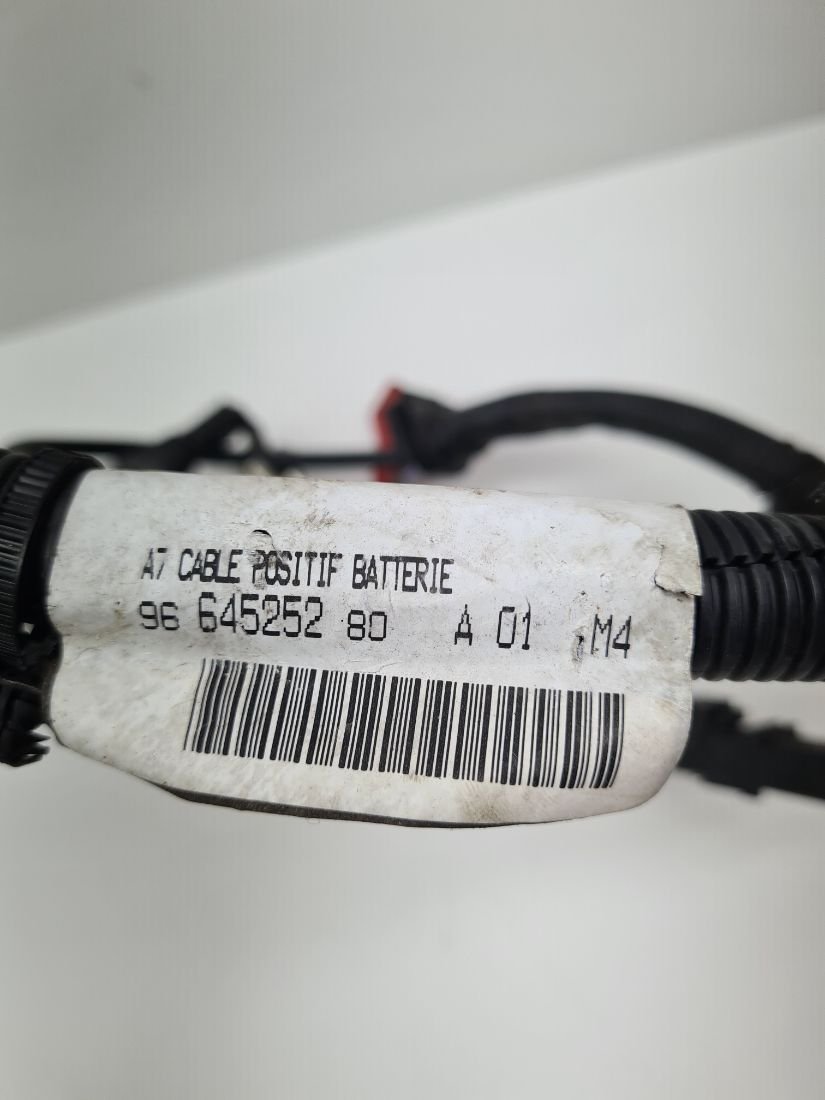 A7 CABLE POSITIF BATTERIE
96 645252 80 A 01 M4